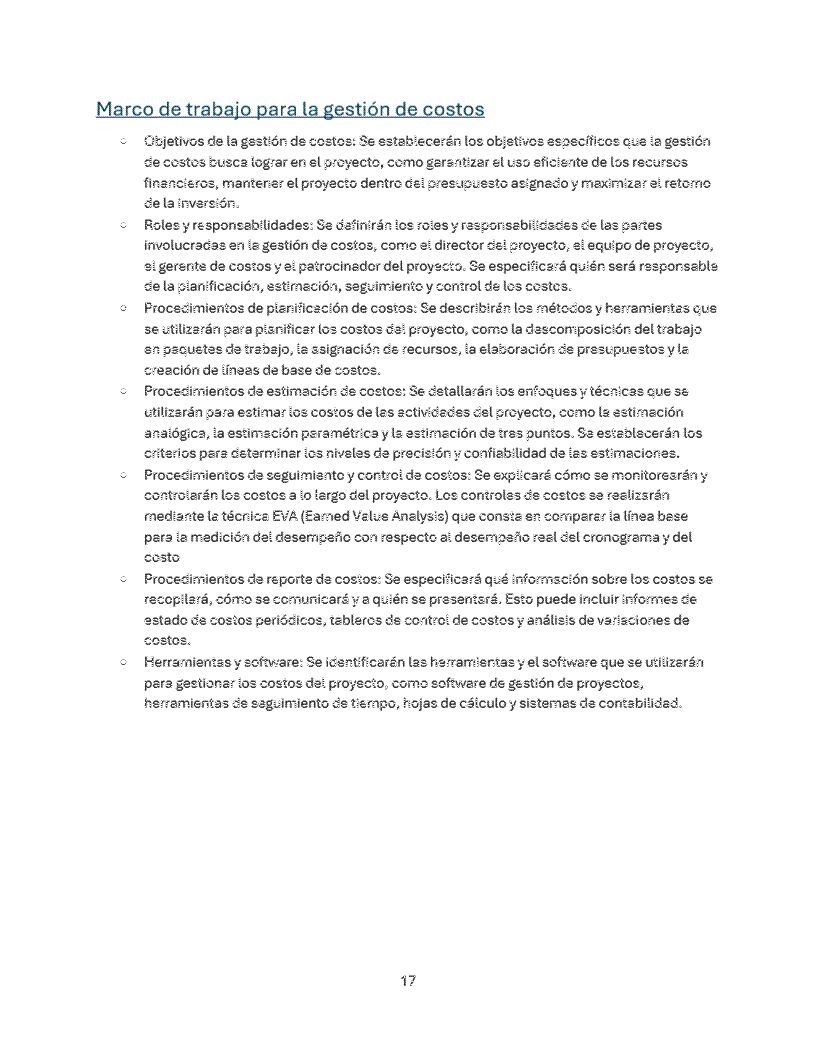 Marco de trabajo para la gestión de costos
○ Objetivos de la gestión de costos: Se establecerán los objetivos específicos que la gestión
de costos busca lograr en el proyecto, como garantizar el uso eficiente de los recursos
financieros, mantener el proyecto dentro del presupuesto asignado y maximizar el retorno
de la inversión.
○ Roles y responsabilidades: Se definirán los roles y responsabilidades de las partes
involucradas en la gestión de costos, como el director del proyecto, el equipo de proyecto,
el gerente de costos y el patrocinador del proyecto. Se especificará quién será responsable
de la planificación, estimación, seguimiento y control de los costos.
○ Procedimientos de planificación de costos: Se describirán los métodos y herramientas que
se utilizarán para planificar los costos del proyecto, como la descomposición del trabajo
en paquetes de trabajo, la asignación de recursos, la elaboración de presupuestos y la
creación de líneas de base de costos.
○ Procedimientos de estimación de costos: Se detallarán los enfoques y técnicas que se
utilizarán para estimar los costos de las actividades del proyecto, como la estimación
analógica, la estimación paramétrica y la estimación de tres puntos. Se establecerán los
criterios para determinar los niveles de precisión y confiabilidad de las estimaciones.
○ Procedimientos de seguimiento y control de costos: Se explicará cómo se monitorearán y
controlarán los costos a lo largo del proyecto. Los controles de costos se realizarán
mediante la técnica EVA (Earned Value Analysis) que consta en comparar la línea base
para la medición del desempeño con respecto al desempeño real del cronograma y del
costo
○ Procedimientos de reporte de costos: Se especificará qué información sobre los costos se
recopilará, cómo se comunicará y a quién se presentará. Esto puede incluir informes de
estado de costos periódicos, tableros de control de costos y análisis de variaciones de
costos.
○ Herramientas y software: Se identificarán las herramientas y el software que se utilizarán
para gestionar los costos del proyecto, como software de gestión de proyectos,
herramientas de seguimiento de tiempo, hojas de cálculo y sistemas de contabilidad.
17